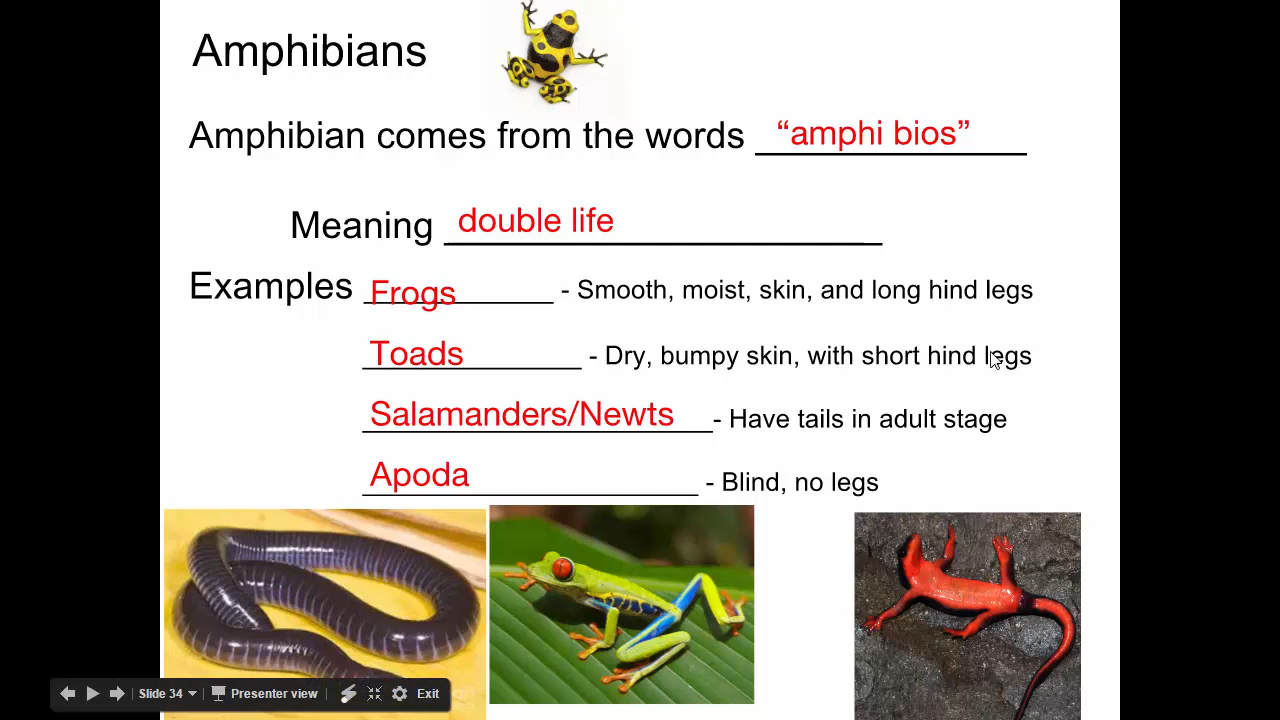 Amphibians
Amphibian comes from the words “amphi bios”
Meaning double life
Examples Frogs - Smooth, moist, skin, and long hind legs
Toads - Dry, bumpy skin, with short hind legs
Salamanders/Newts - Have tails in adult stage
Apoda - Blind, no legs
Slide 34 Presenter view Exit